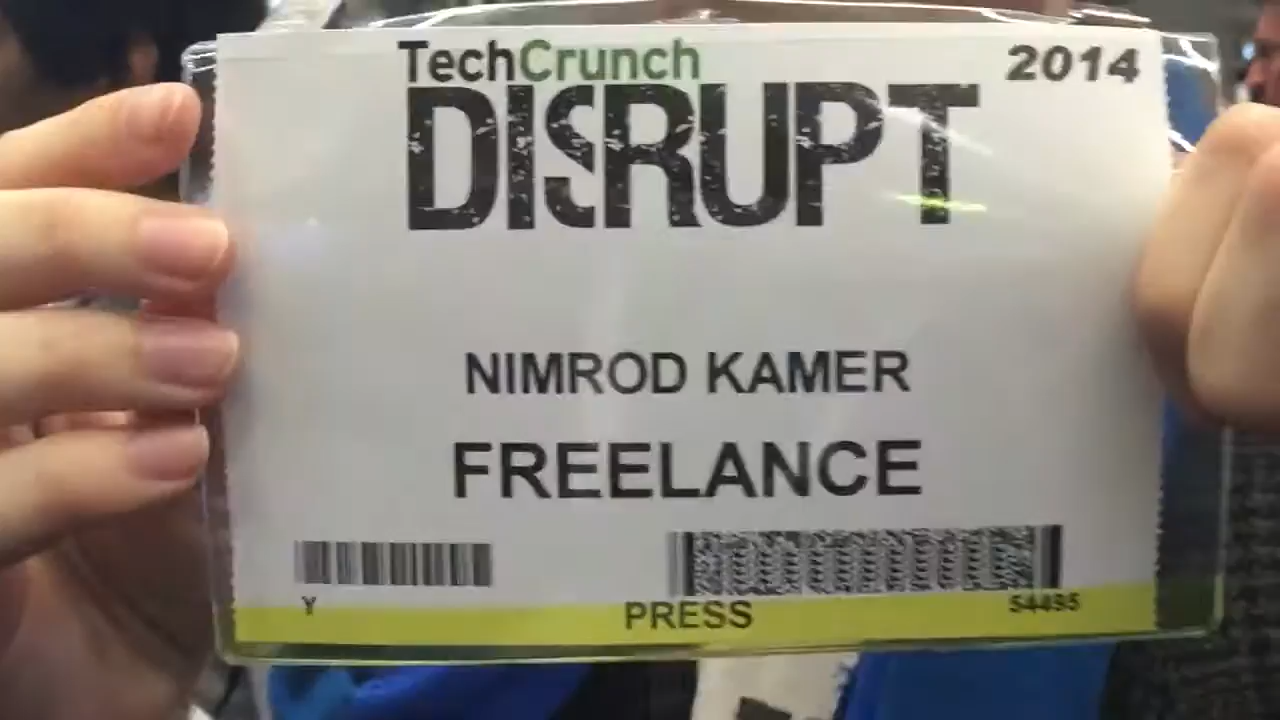 TechCrunch 2014
DISRUPT
NIMROD KAMER
FREELANCE
Y PRESS 54495